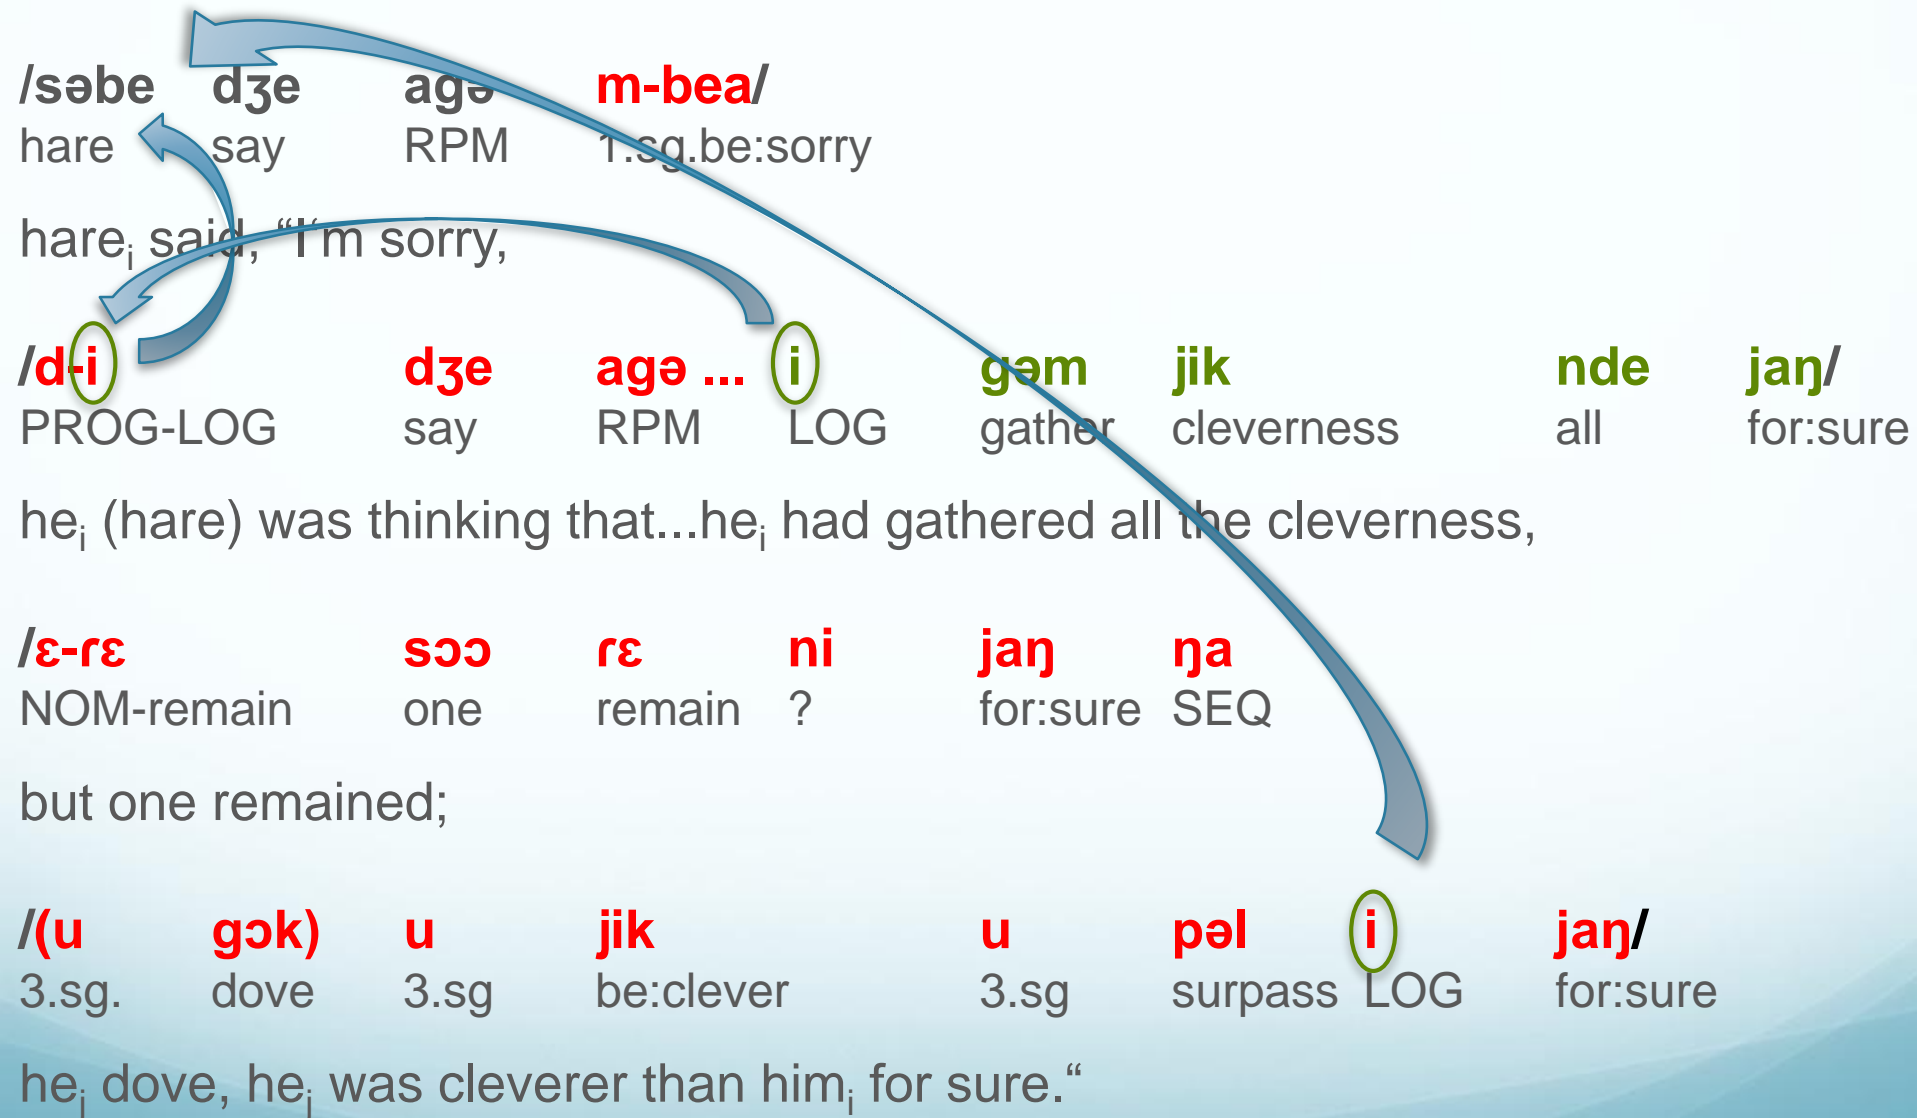 /səbe dʒe agə m-bea/
hare say RPM 1.sg.be:sorry
hareᵢ said, “I‘m sorry,
/d-i dʒe agə ... i gəm jik nde jaŋ/
PROG-LOG say RPM LOG gather cleverness all for:sure
heᵢ (hare) was thinking that...heᵢ had gathered all the cleverness,
/ɛ-ɾɛ sɔɔ ɾɛ ni jaŋ ŋa
NOM-remain one remain ? for:sure SEQ
but one remained;
/(u gɔk) u jik u pəl i jaŋ/
3.sg. dove 3.sg be:clever 3.sg surpass LOG for:sure
heⱼ dove, heⱼ was cleverer than himᵢ for sure.“